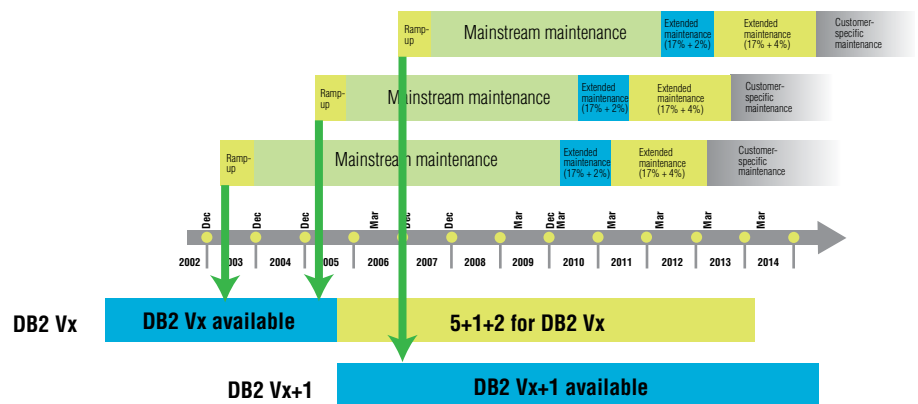 Ramp-
up
Mainstream maintenance
Extended
maintenance
(17% + 2%)
Extended
maintenance
(17% + 4%)
Customer-
specific
maintenance
Ramp-
up
Mainstream maintenance
Extended
maintenance
(17% + 2%)
Extended
maintenance
(17% + 4%)
Customer-
specific
maintenance
Ramp-
up
Mainstream maintenance
Extended
maintenance
(17% + 2%)
Extended
maintenance
(17% + 4%)
Customer-
specific
maintenance
Dec Dec Dec Mar Dec Dec Mar Dec Mar Mar Mar Mar Mar
2002 2003 2004 2005 2006 2007 2008 2009 2010 2011 2012 2013 2014
DB2 Vx
DB2 Vx available
5+1+2 for DB2 Vx
DB2 Vx+1
DB2 Vx+1 available